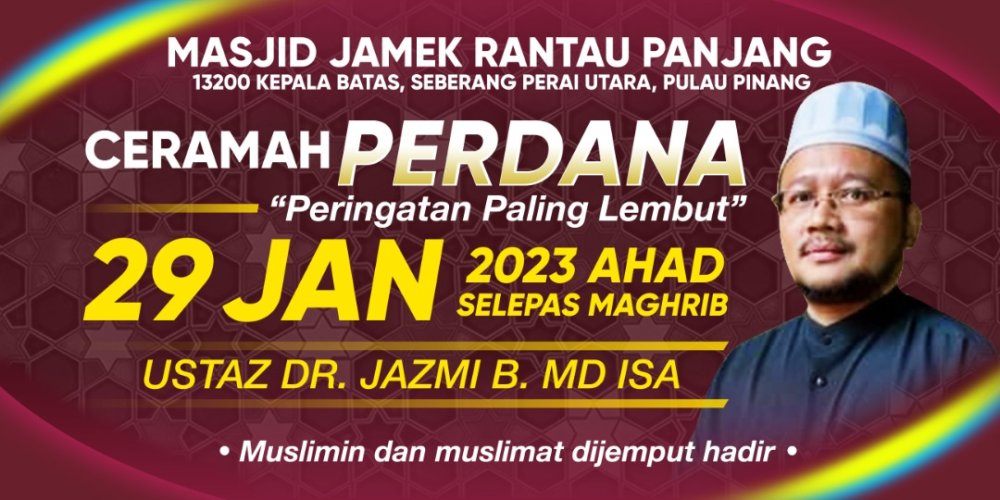 MASJID JAMEK RANTAU PANJANG
13200 KEPALA BATAS, SEBERANG PERAI UTARA, PULAU PINANG
CERAMAH PERDANA
“Peringatan Paling Lembut”
29 JAN
2023 AHAD
SELEPAS MAGHRIB
USTAZ DR. JAZMI B. MD ISA
• Muslimin dan muslimat dijemput hadir •